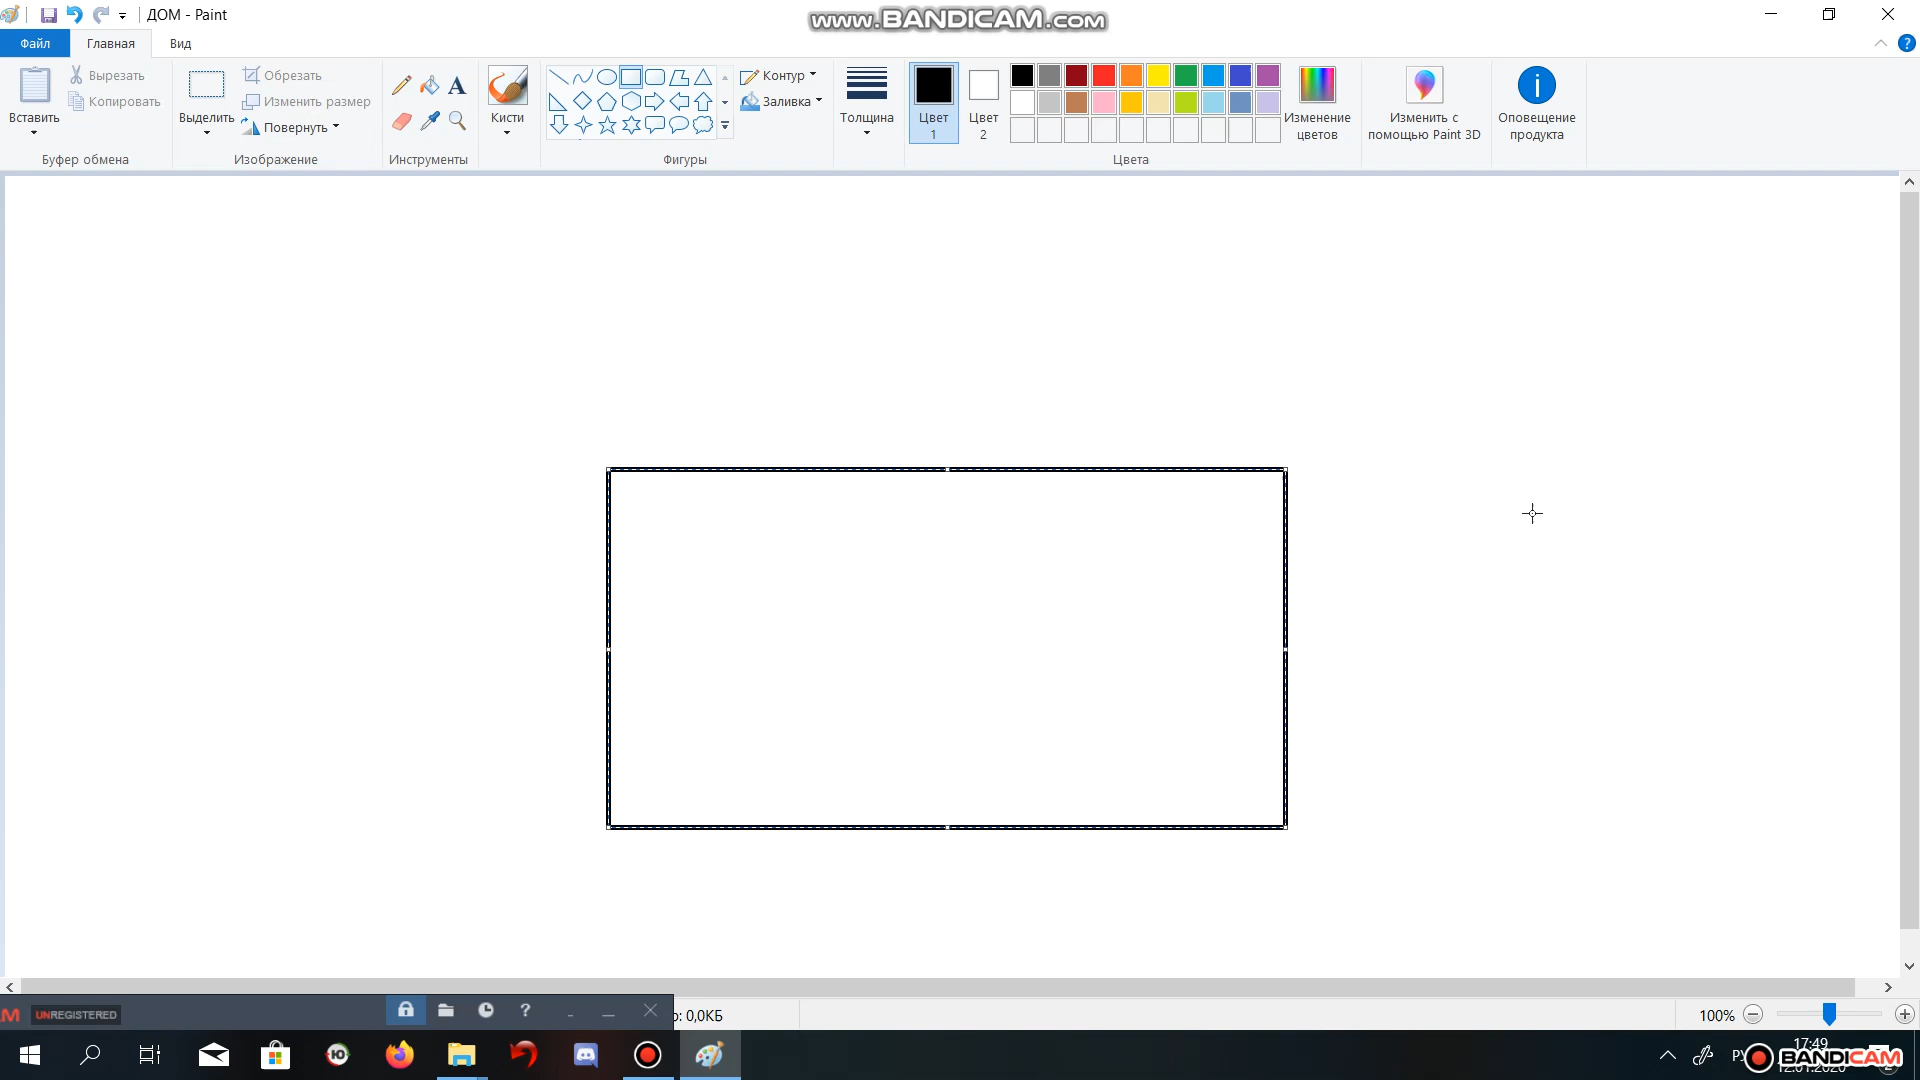 ДОМ - Paint
www.BANDICAM.com
Файл
Главная
Вид
Вставить
Вырезать
Копировать
Буфер обмена
Выделить
Обрезать
Изменить размер
Повернуть
Изображение
A
Инструменты
Кисти
Контур
Заливка
Фигуры
Толщина
Цвет
1
Цвет
2
Изменение
цветов
Цвета
Изменить с
помощью Paint 3D
Оповещение
продукта
UNREGISTERED
?
р: 0,0КБ
100%
Ю
17:49
BANDICAM